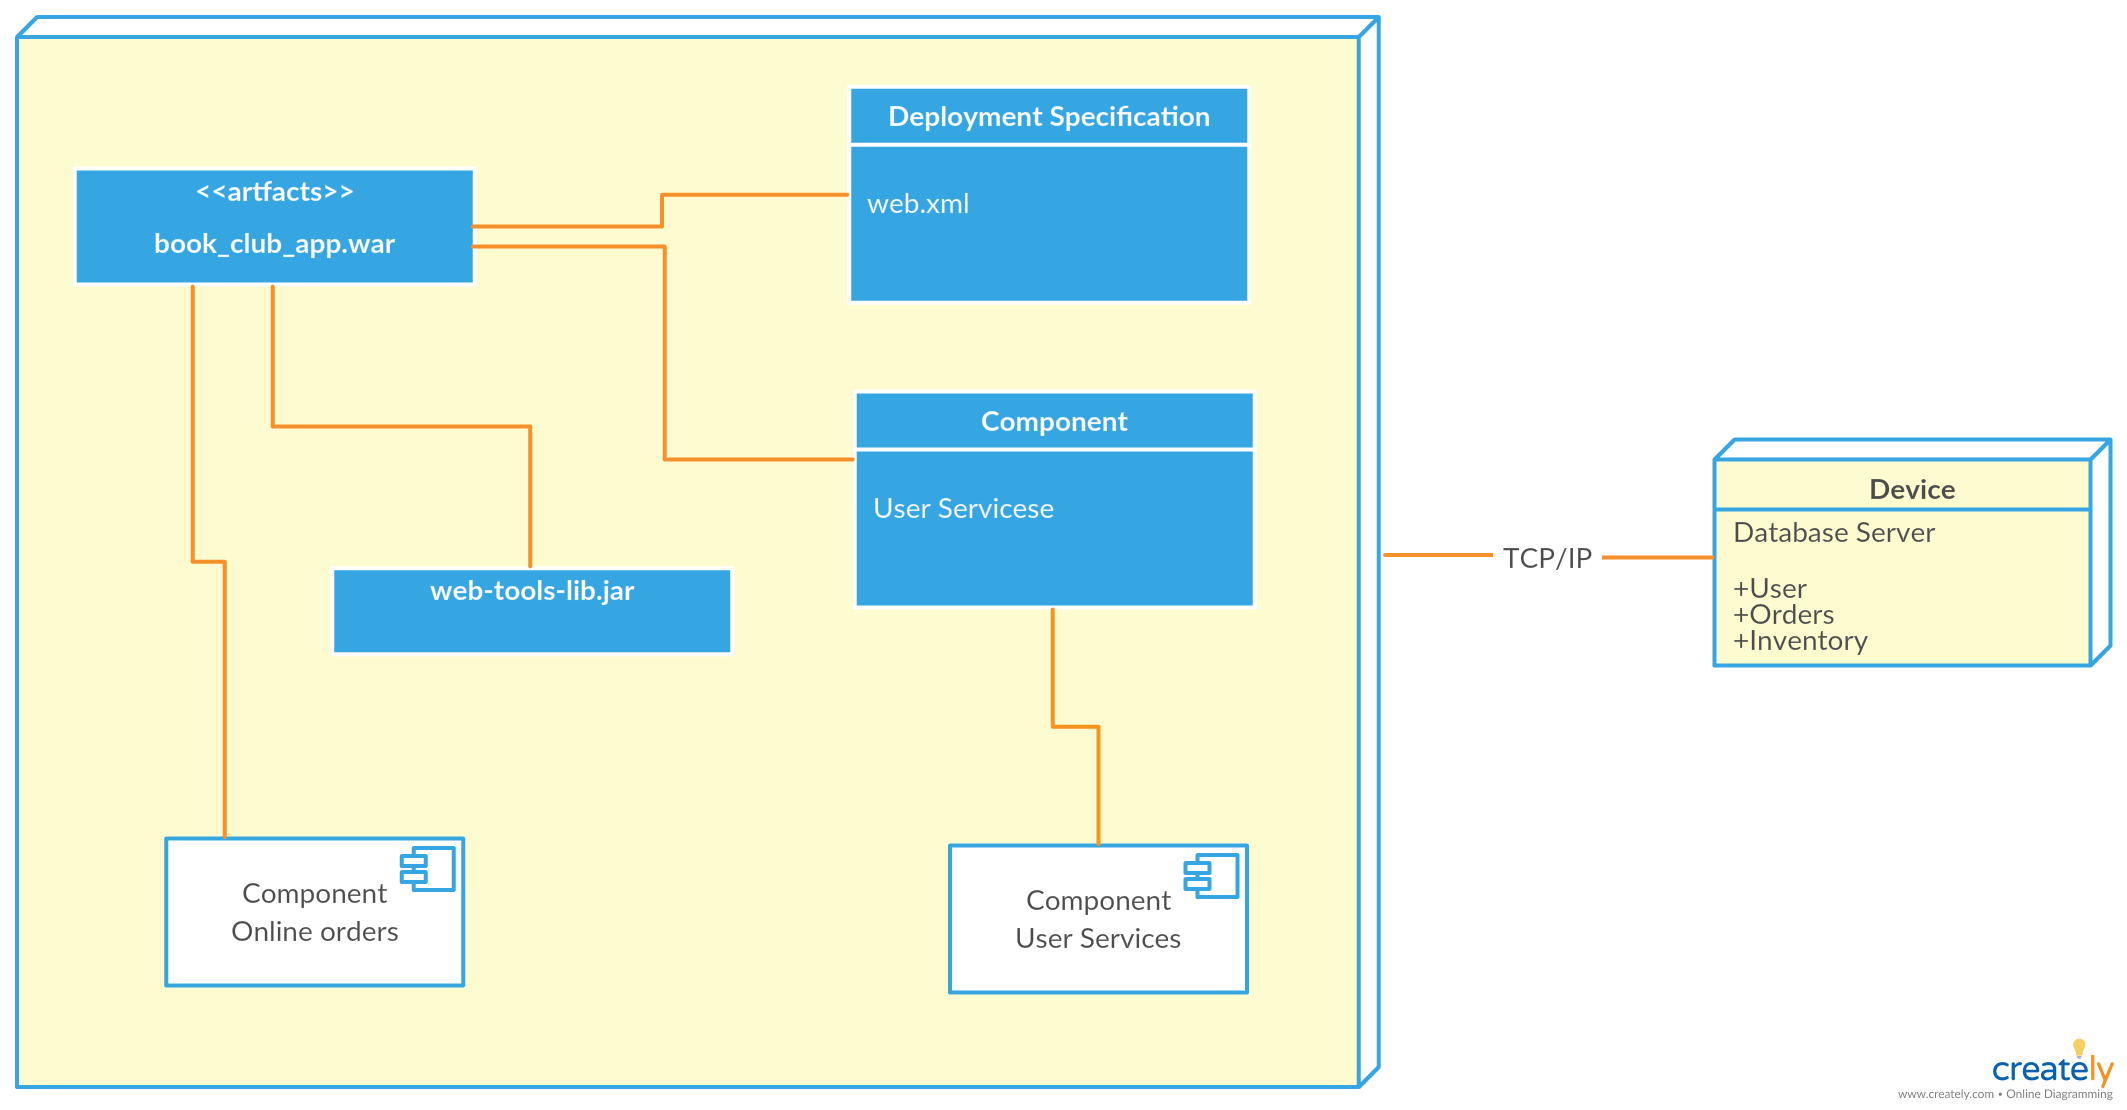 Deployment Specification
web.xml
<<artfacts>>
book_club_app.war
Component
User Servicese
web-tools-lib.jar
Component
Online orders
Component
User Services
TCP/IP
Device
Database Server
+User
+Orders
+Inventory
creately
www.creately.com • Online Diagramming